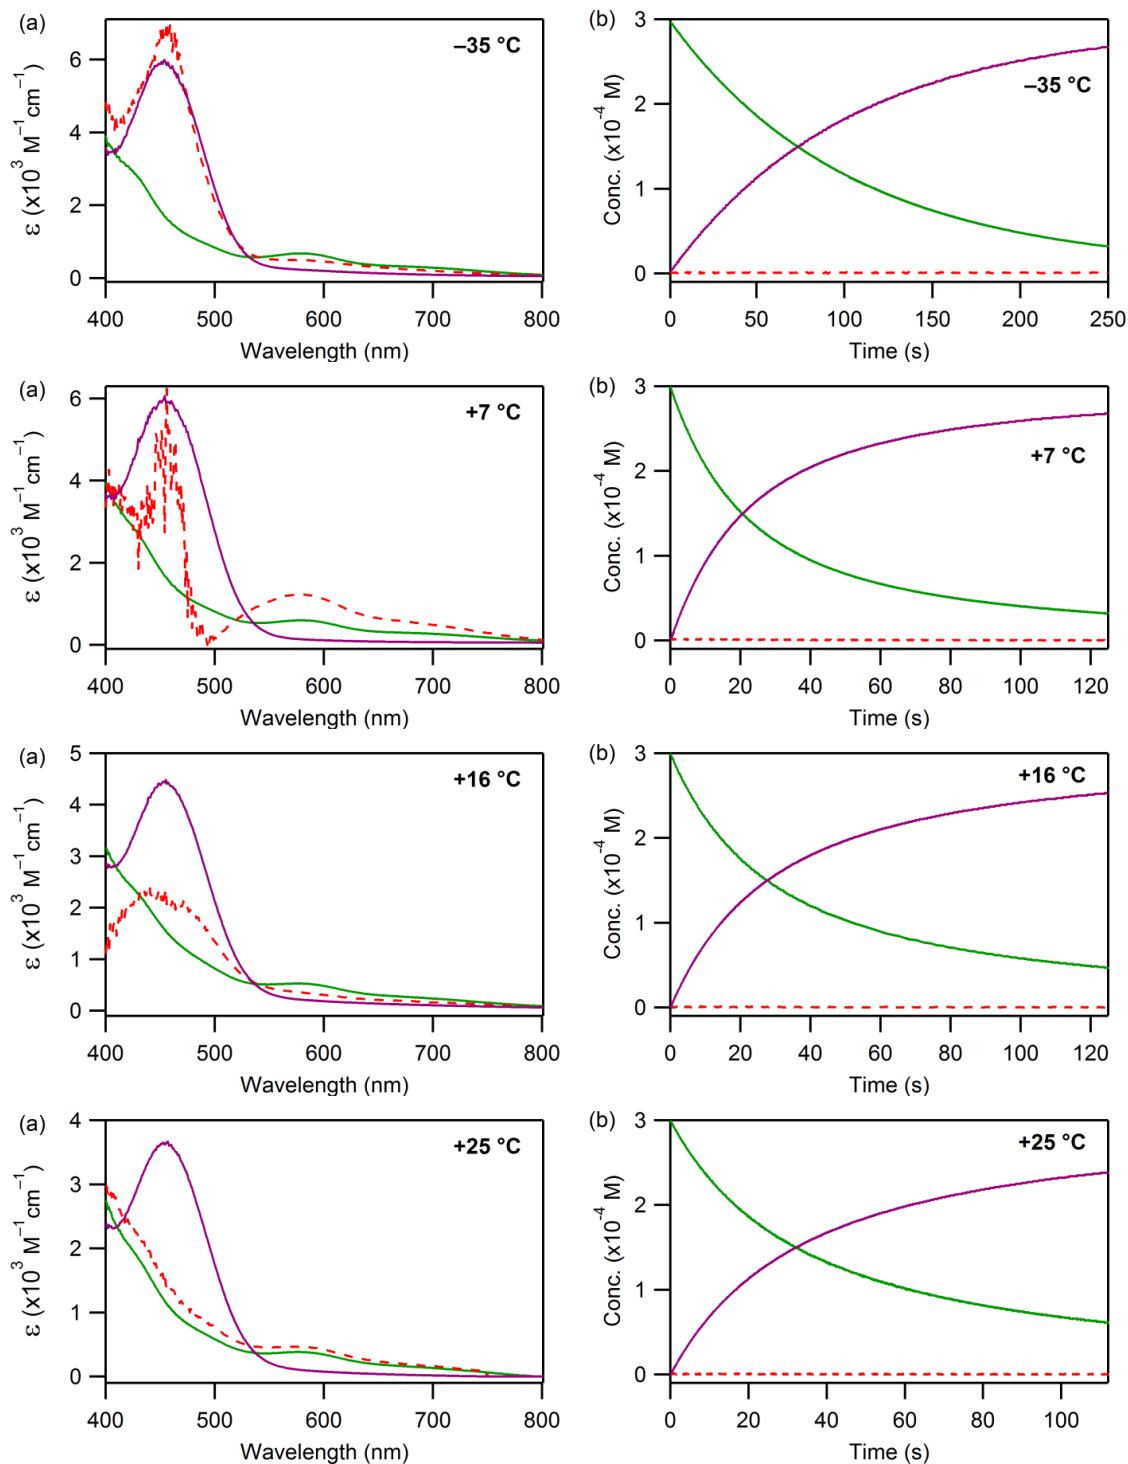 (a)
–35 °C
6
4
2
0
ε (x10³ M⁻¹ cm⁻¹)
400 500 600 700 800
Wavelength (nm)
(b)
–35 °C
3
2
1
0
Conc. (x10⁻⁴ M)
0 50 100 150 200 250
Time (s)
(a)
+7 °C
6
4
2
0
ε (x10³ M⁻¹ cm⁻¹)
400 500 600 700 800
Wavelength (nm)
(b)
+7 °C
3
2
1
0
Conc. (x10⁻⁴ M)
0 20 40 60 80 100 120
Time (s)
(a)
+16 °C
5
4
3
2
1
0
ε (x10³ M⁻¹ cm⁻¹)
400 500 600 700 800
Wavelength (nm)
(b)
+16 °C
3
2
1
0
Conc. (x10⁻⁴ M)
0 20 40 60 80 100 120
Time (s)
(a)
+25 °C
4
3
2
1
0
ε (x10³ M⁻¹ cm⁻¹)
400 500 600 700 800
Wavelength (nm)
(b)
+25 °C
3
2
1
0
Conc. (x10⁻⁴ M)
0 20 40 60 80 100
Time (s)